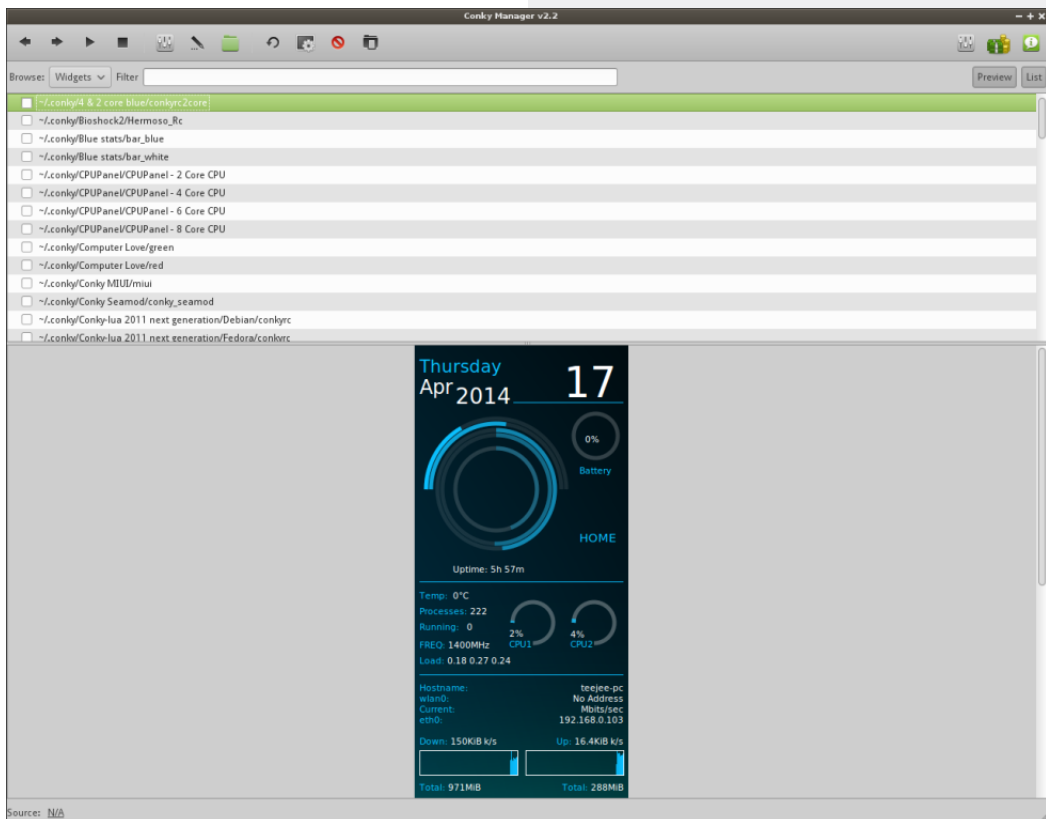 Conky Manager v2.2
Browse: Widgets Filter Preview List
~/.conky/4 & 2 core blue/conkyrc2core
~/.conky/Bioshock2/Hermoso_Rc
~/.conky/Blue stats/bar_blue
~/.conky/Blue stats/bar_white
~/.conky/CPUPanel/CPUPanel - 2 Core CPU
~/.conky/CPUPanel/CPUPanel - 4 Core CPU
~/.conky/CPUPanel/CPUPanel - 6 Core CPU
~/.conky/CPUPanel/CPUPanel - 8 Core CPU
~/.conky/Computer Love/green
~/.conky/Computer Love/red
~/.conky/Conky MIUI/miui
~/.conky/Conky Seamod/conky_seamod
~/.conky/Conky-lua 2011 next generation/Debian/conkyrc
~/.conky/Conky-lua 2011 next generation/Fedora/conkyrc
Thursday
Apr 2014 17
0%
Battery
HOME
Uptime: 5h 57m
Temp: 0°C
Processes: 222
Running: 0
2% 4%
FREQ: 1400MHz CPU1 CPU2
Load: 0.18 0.27 0.24
Hostname: teejee-pc
wlan0: No Address
Current: Mbits/sec
eth0: 192.168.0.103
Down: 150KiB k/s Up: 16.4KiB k/s
Total: 971MiB Total: 288MiB
Source: N/A